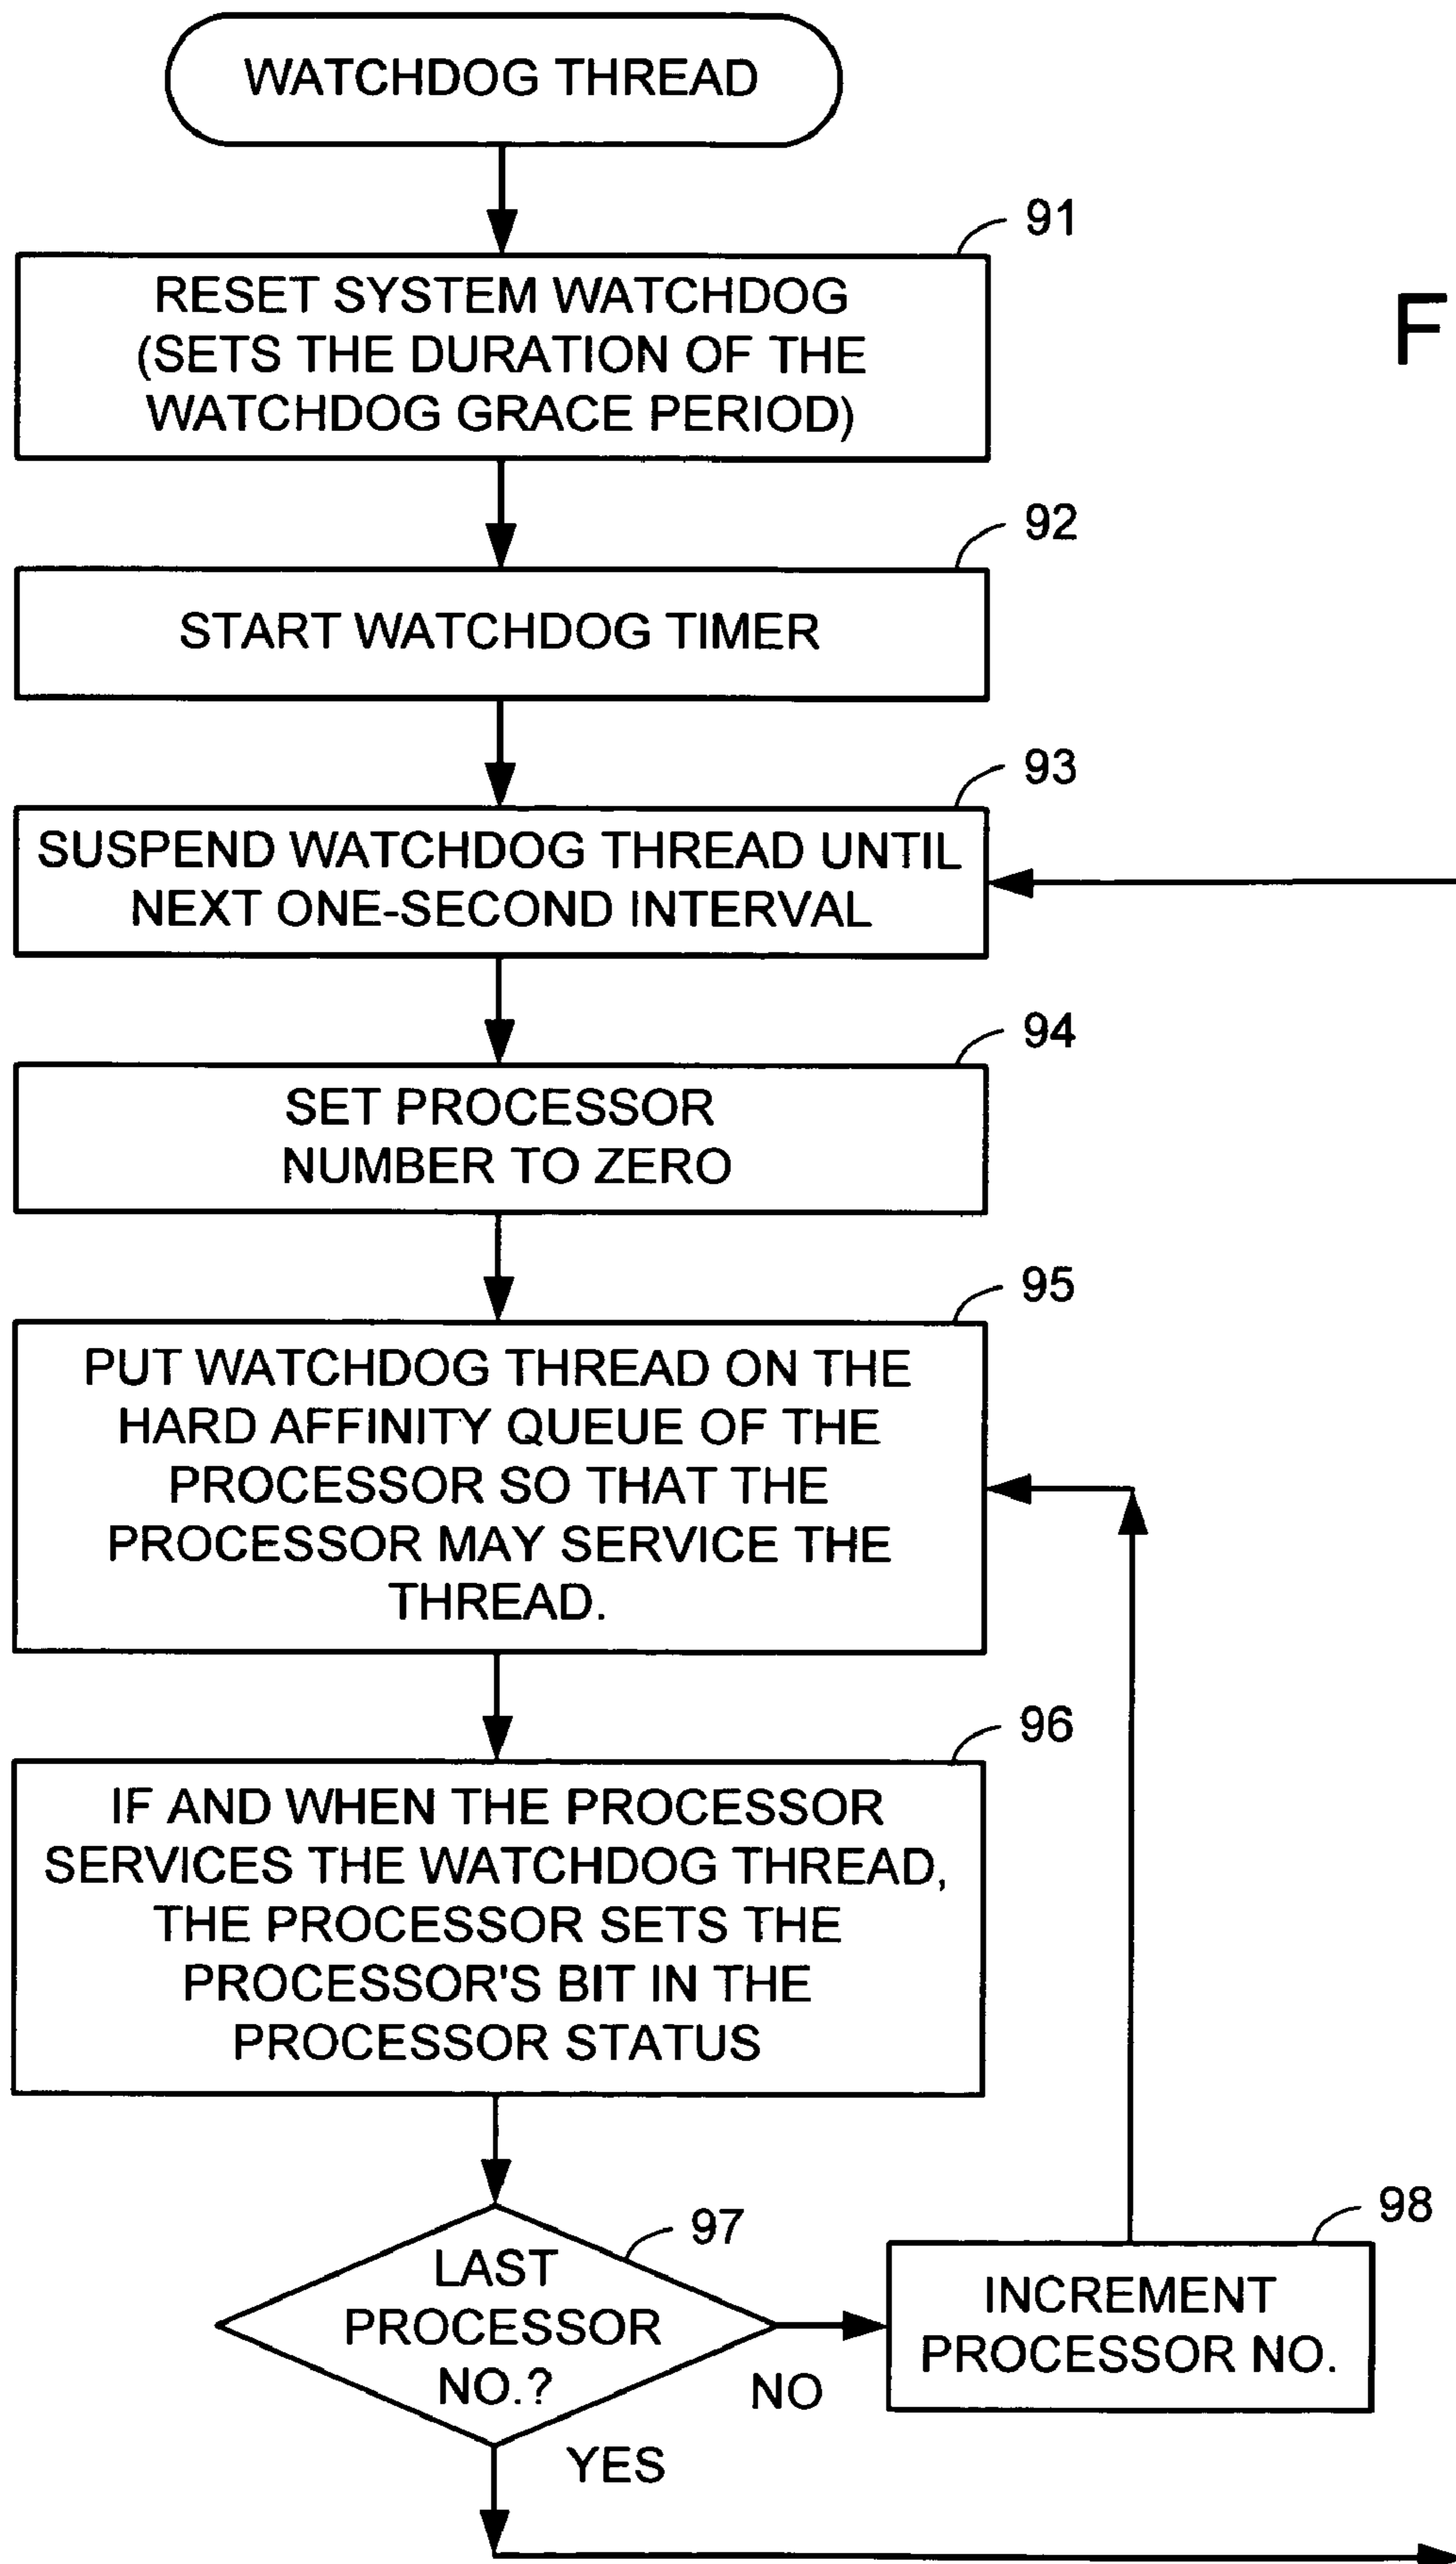 WATCHDOG THREAD
91
RESET SYSTEM WATCHDOG
(SETS THE DURATION OF THE
WATCHDOG GRACE PERIOD)
F
92
START WATCHDOG TIMER
93
SUSPEND WATCHDOG THREAD UNTIL
NEXT ONE-SECOND INTERVAL
94
SET PROCESSOR
NUMBER TO ZERO
95
PUT WATCHDOG THREAD ON THE
HARD AFFINITY QUEUE OF THE
PROCESSOR SO THAT THE
PROCESSOR MAY SERVICE THE
THREAD.
96
IF AND WHEN THE PROCESSOR
SERVICES THE WATCHDOG THREAD,
THE PROCESSOR SETS THE
PROCESSOR'S BIT IN THE
PROCESSOR STATUS
97
LAST
PROCESSOR
NO.?
NO
98
INCREMENT
PROCESSOR NO.
YES